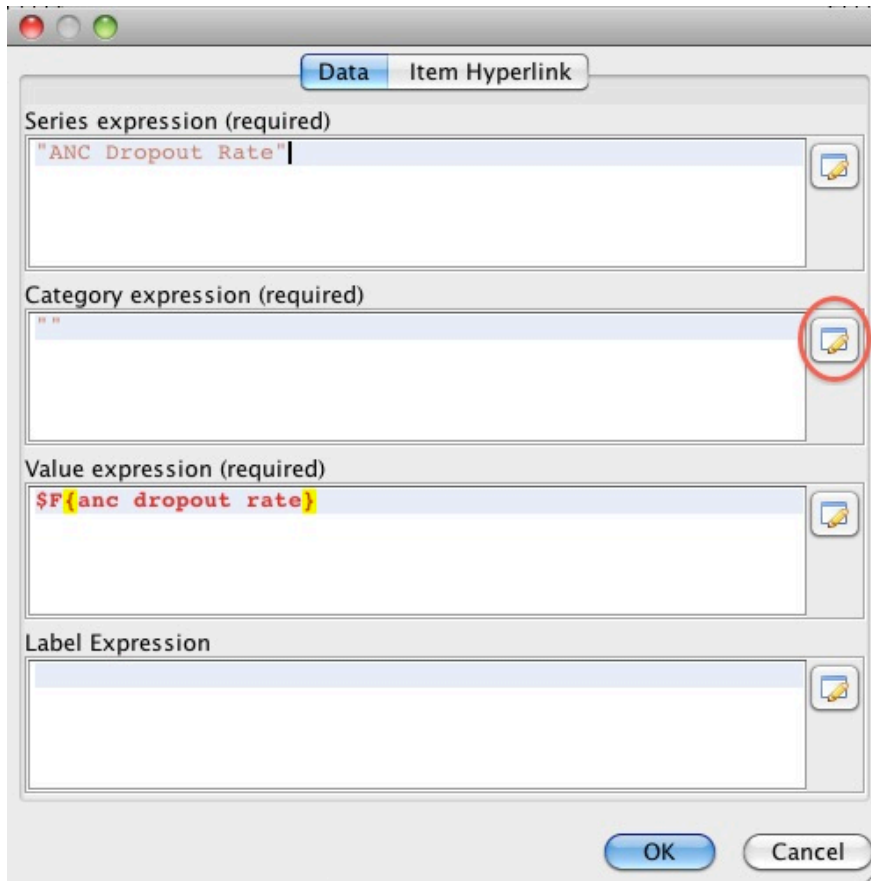 Data Item Hyperlink
Series expression (required)
"ANC Dropout Rate"
Category expression (required)
""
Value expression (required)
$F{anc dropout rate}
Label Expression
OK Cancel